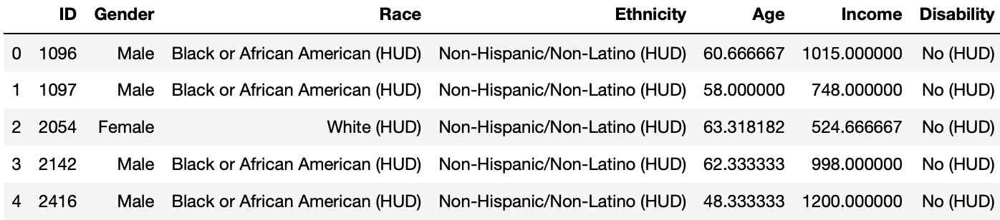 ID Gender Race Ethnicity Age Income Disability
0 1096 Male Black or African American (HUD) Non-Hispanic/Non-Latino (HUD) 60.666667 1015.000000 No (HUD)
1 1097 Male Black or African American (HUD) Non-Hispanic/Non-Latino (HUD) 58.000000 748.000000 No (HUD)
2 2054 Female White (HUD) Non-Hispanic/Non-Latino (HUD) 63.318182 524.666667 No (HUD)
3 2142 Male Black or African American (HUD) Non-Hispanic/Non-Latino (HUD) 62.333333 998.000000 No (HUD)
4 2416 Male Black or African American (HUD) Non-Hispanic/Non-Latino (HUD) 48.333333 1200.000000 No (HUD)